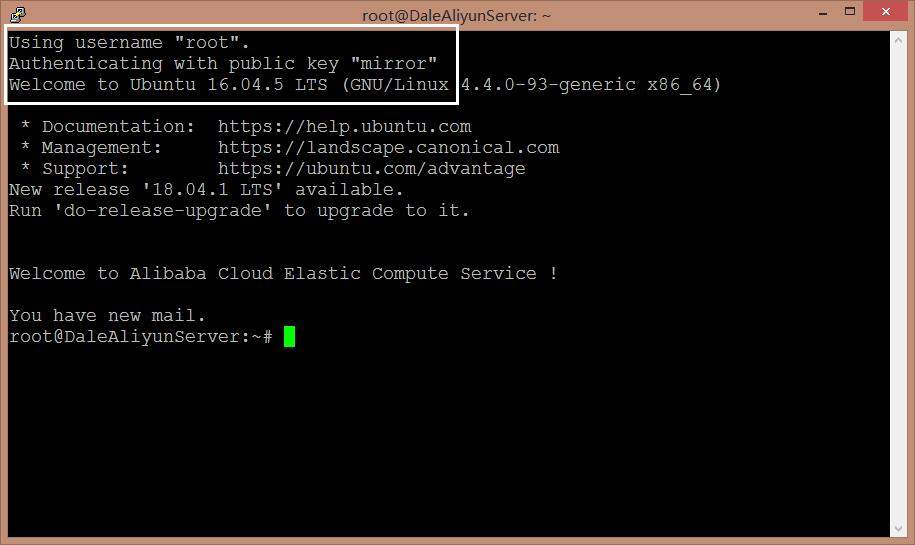 root@DaleAliyunServer: ~
Using username "root".
Authenticating with public key "mirror"
Welcome to Ubuntu 16.04.5 LTS (GNU/Linux 4.4.0-93-generic x86_64)
* Documentation:  https://help.ubuntu.com
* Management:     https://landscape.canonical.com
* Support:        https://ubuntu.com/advantage
New release '18.04.1 LTS' available.
Run 'do-release-upgrade' to upgrade to it.
Welcome to Alibaba Cloud Elastic Compute Service !
You have new mail.
root@DaleAliyunServer:~#